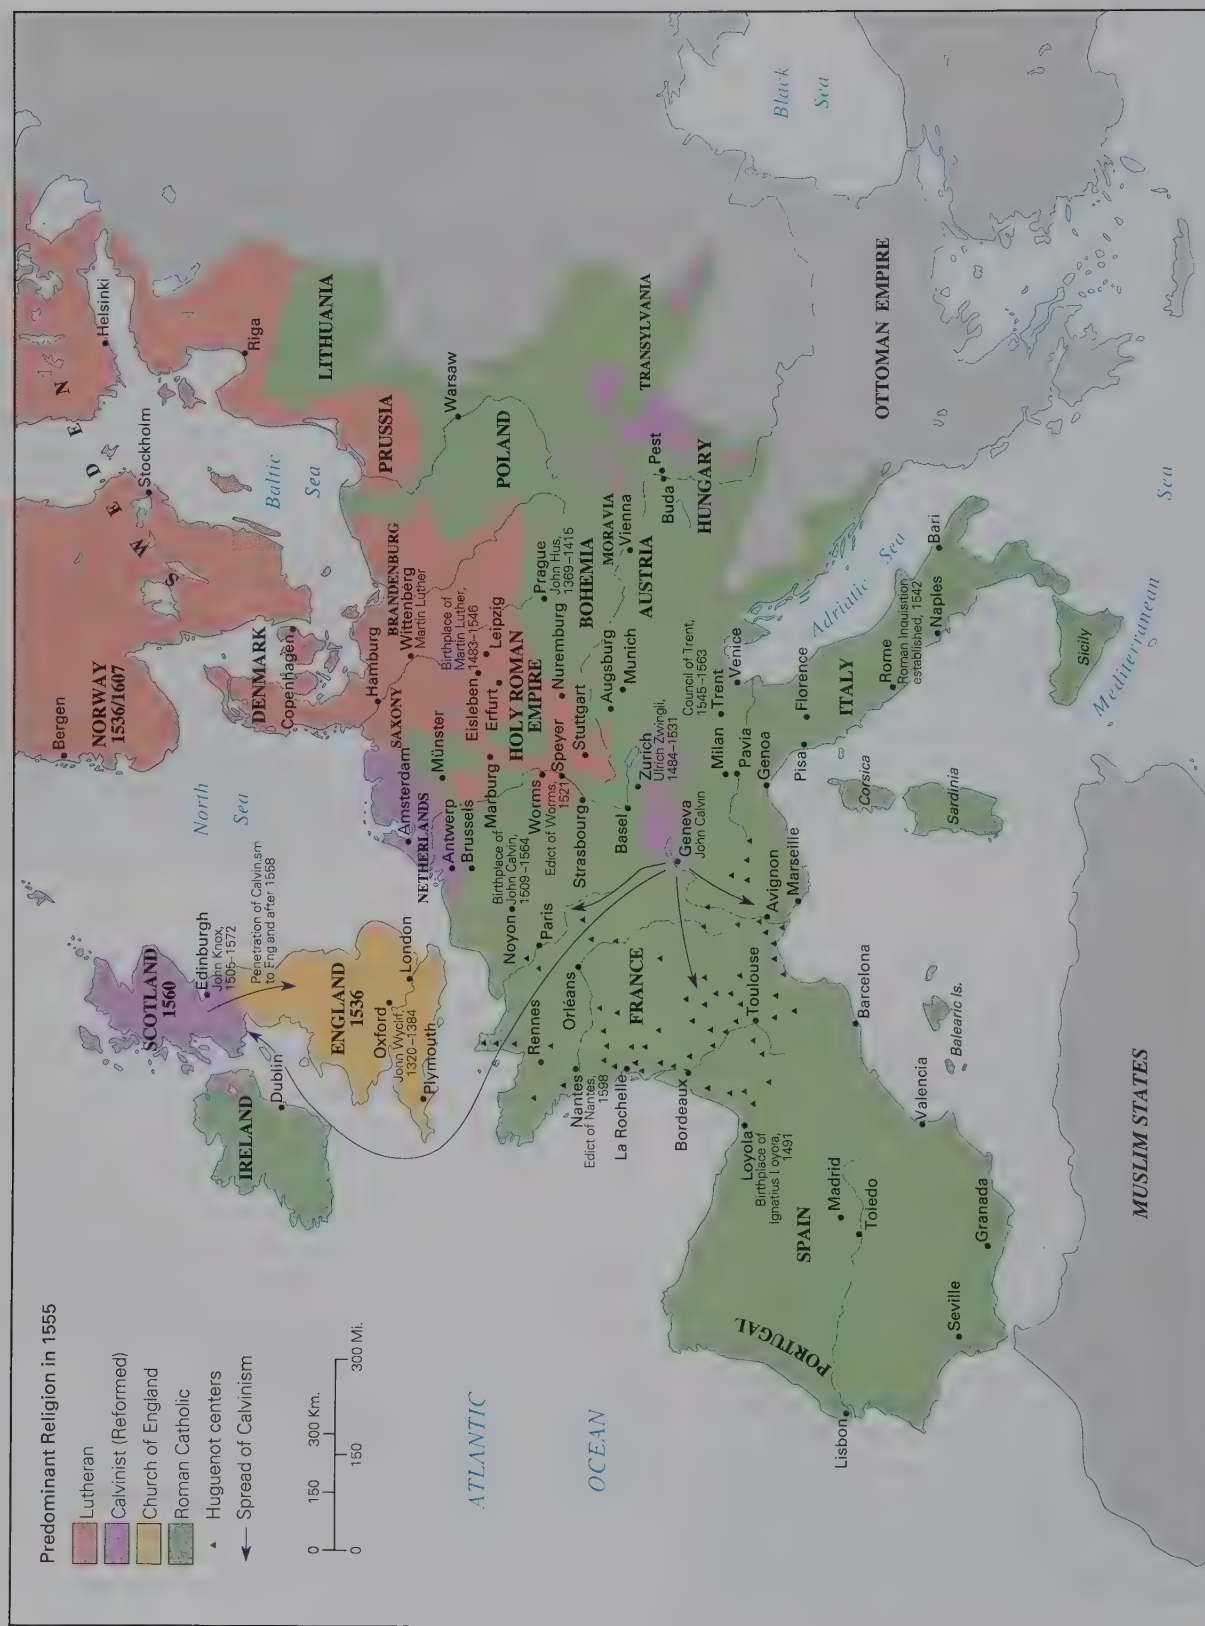 Predominant Religion in 1555
Lutheran
Calvinist (Reformed)
Church of England
Roman Catholic
Huguenot centers
Spread of Calvinism
0 150 300 Km.
0 150 300 Mi.
ATLANTIC
OCEAN
North
Sea
Baltic
Sea
Black
Sea
Adriatic Sea
Mediterranean
Sea
NORWAY
1536/1607
Bergen
SWEDEN
Stockholm
Helsinki
Riga
DENMARK
Copenhagen
LITHUANIA
PRUSSIA
SCOTLAND
1560
Edinburgh
John Knox,
1505–1572
Penetration of Calvin.sm
to Eng and after 1558
IRELAND
Dublin
ENGLAND
1536
Oxford
Jonn Wyclif,
1320–1384
London
Plymouth
NETHERLANDS
Amsterdam
Antwerp
Brussels
Hamburg
SAXONY
BRANDENBURG
Wittenberg
Martin Luther
Münster
Birthplace of
Martin Luther,
1483–1546
Eisleben
Leipzig
Erfurt
Marburg
HOLY ROMAN
EMPIRE
Warsaw
POLAND
Prague
John Hus,
1369–1415
BOHEMIA
Nuremburg
Worms
Edict of Worms,
1521
Speyer
Stuttgart
Strasbourg
MORAVIA
Vienna
AUSTRIA
Augsburg
Munich
Birthplace of
John Calvin,
1509–1564
Noyon
Paris
Rennes
Orléans
FRANCE
Nantes
Edict of Nantes,
1598
La Rochelle
Bordeaux
Toulouse
Avignon
Marseille
Basel
Zurich
Ulrich Zwingli,
1484–1531
Geneva
John Calvin
Council of Trent,
1545–1563
Trent
Milan
Venice
Pavia
Genoa
Pisa
Florence
ITALY
Rome
Roman Inquisition
established, 1542
Naples
Bari
Corsica
Sardinia
Sicily
Buda
Pest
HUNGARY
TRANSYLVANIA
OTTOMAN EMPIRE
Loyola
Birthplace of
Ignatius Loyola,
1491
SPAIN
Madrid
Toledo
PORTUGAL
Lisbon
Seville
Granada
Valencia
Barcelona
Balearic Is.
MUSLIM STATES